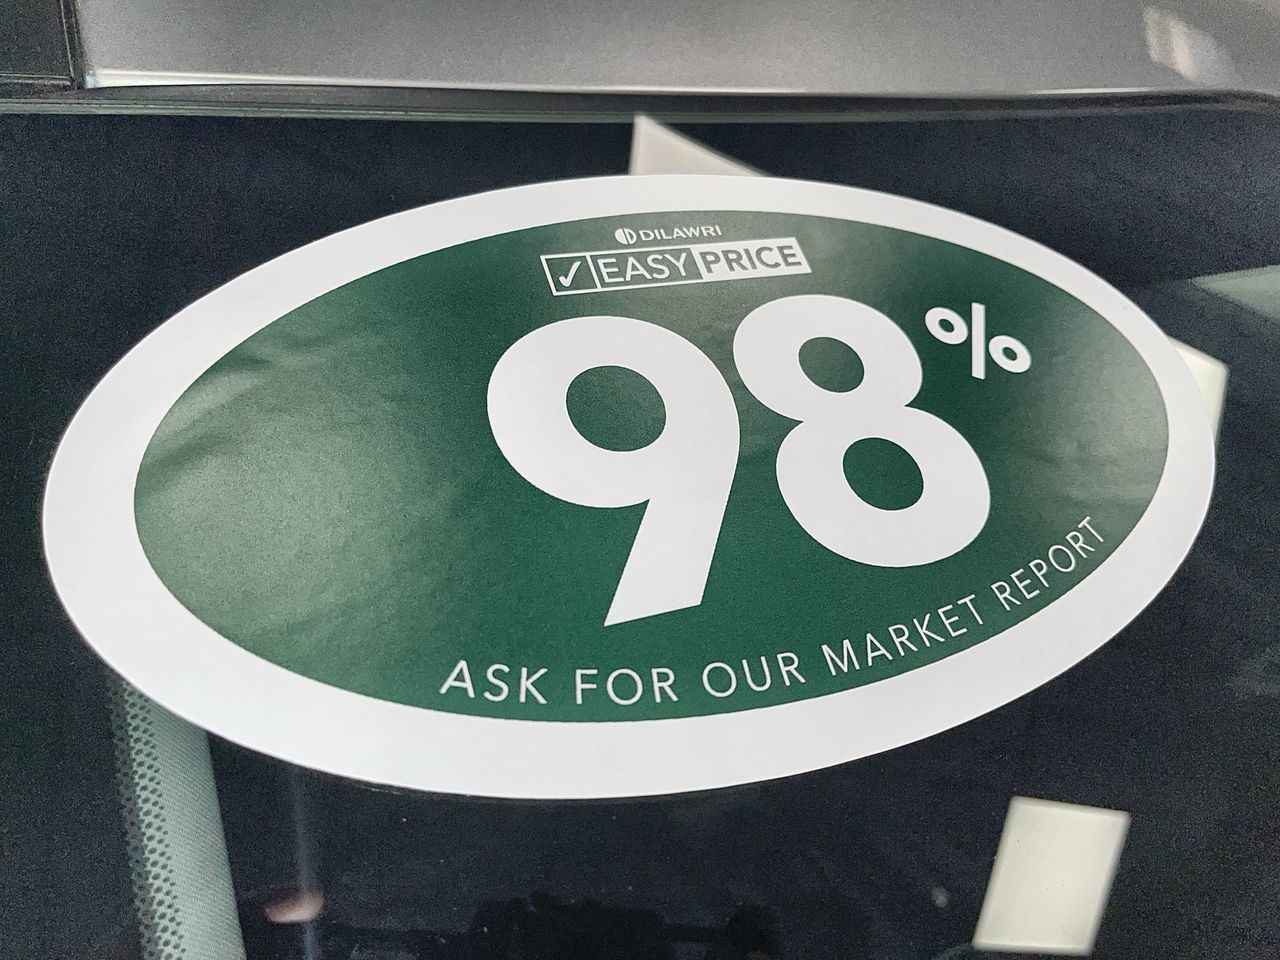 DILAWRI
✓ EASY PRICE
98%
ASK FOR OUR MARKET REPORT